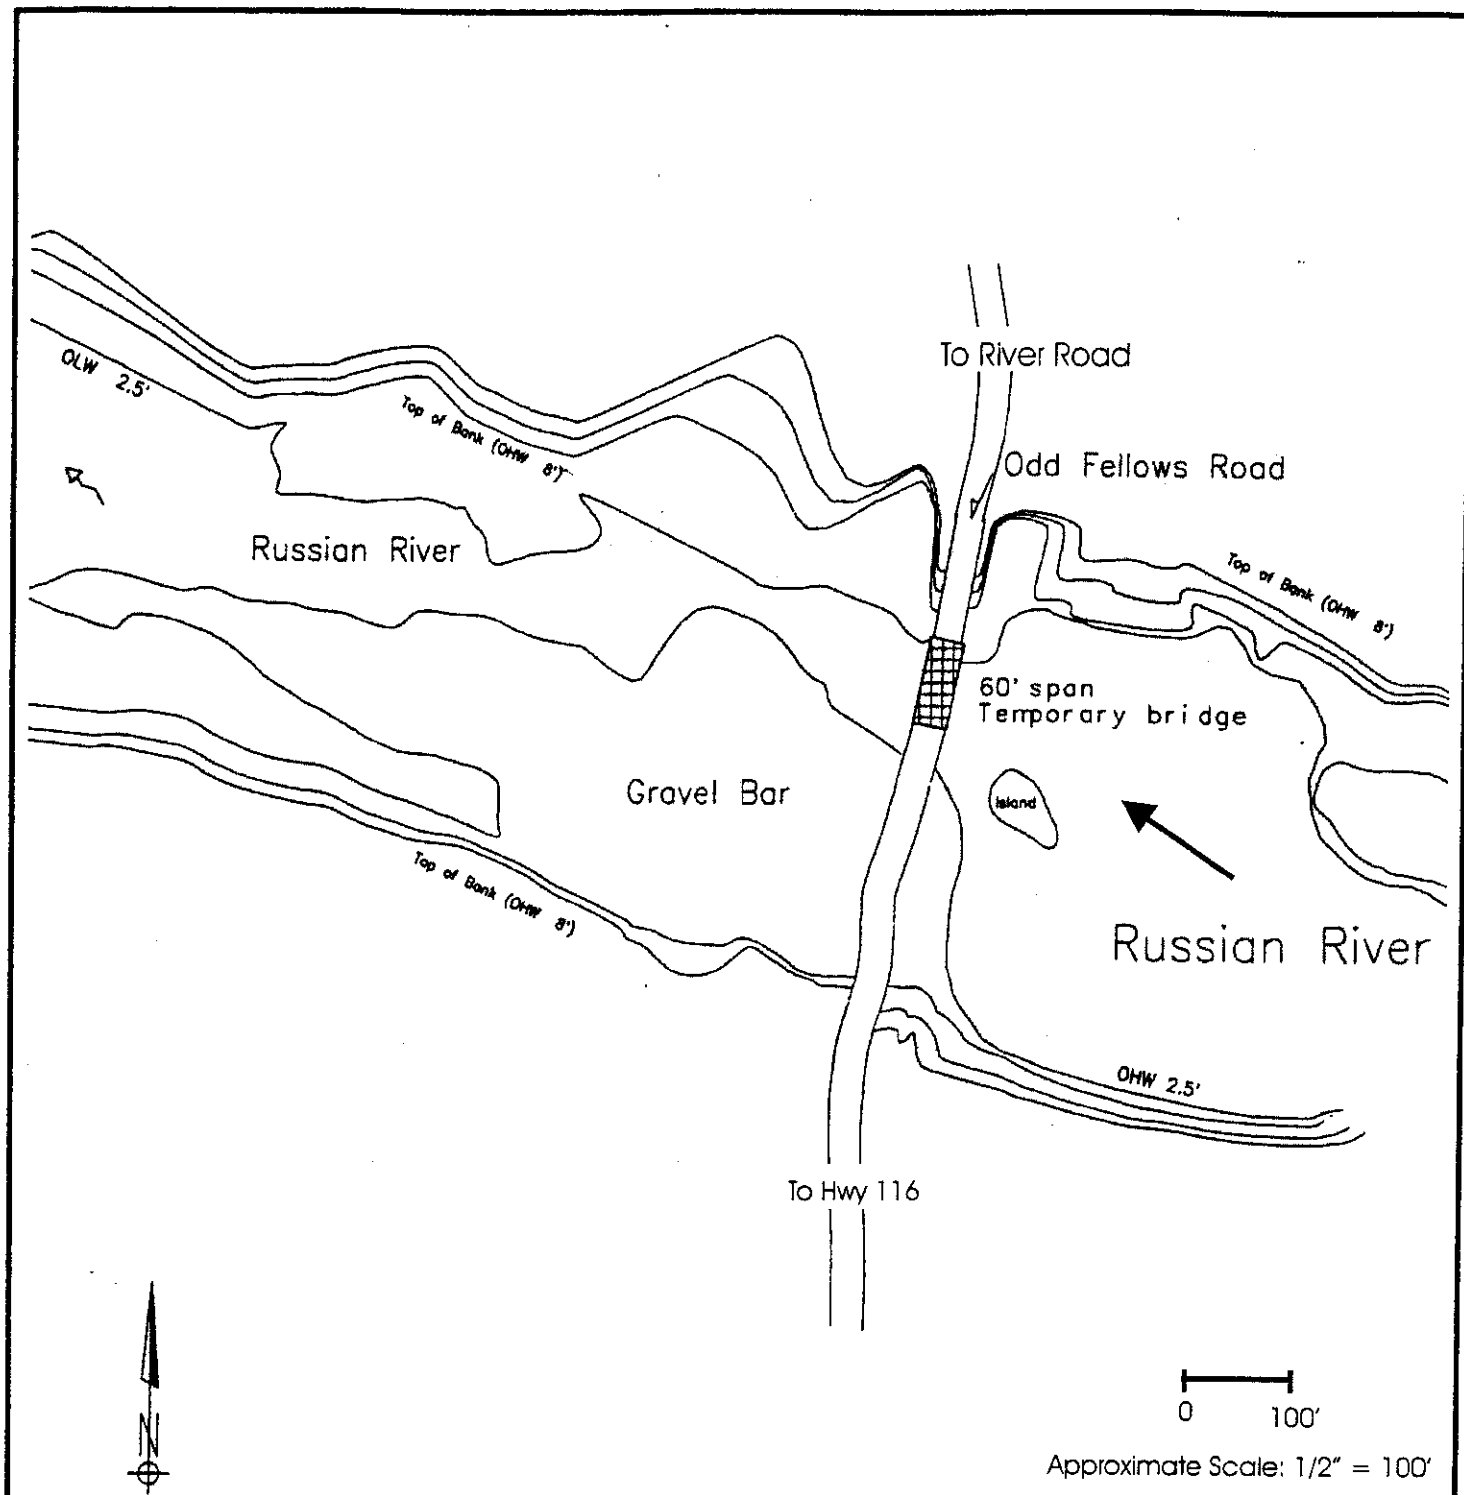 To River Road
OLW 2.5'
Top of Bank (OHW 8')
Odd Fellows Road
Russian River
Top of Bank (OHW 8')
60' span
Temporary bridge
Gravel Bar
Island
Top of Bank (OHW 8')
Russian River
OHW 2.5'
To Hwy 116
N
0 100'
Approximate Scale: 1/2" = 100'